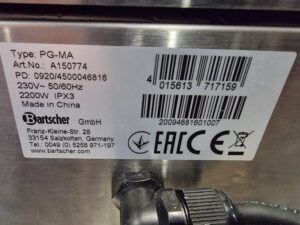 Type: PG-MA
Art.No.: A150774
PD: 0920/4500046816
230V~ 50/60Hz
2200W IPX3
Made in China
Bartscher GmbH
Franz-Kleine-Str. 28
33154 Salzkotten, Germany
Tel. 0049 (0) 5258 971-197
www.bartscher.com
4 015613 717159
20094681601007
EAC CE